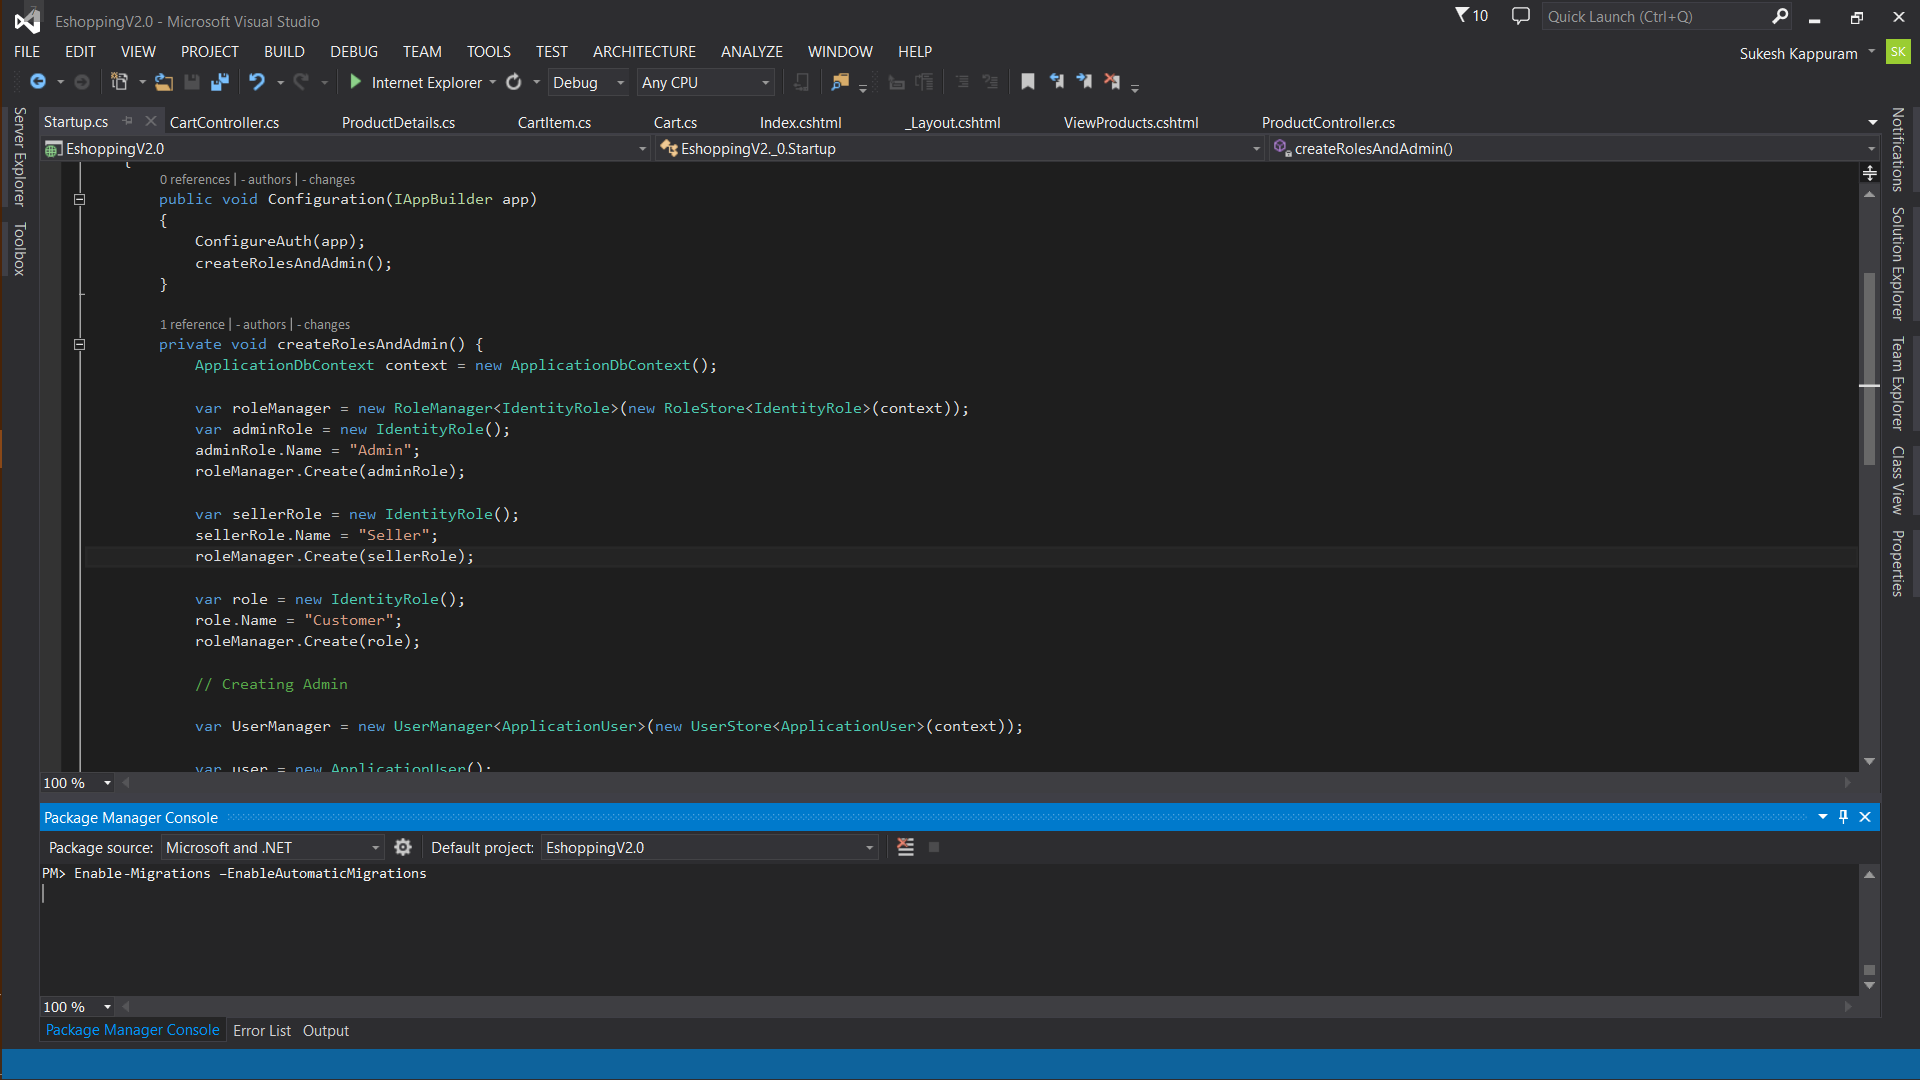 EshoppingV2.0 - Microsoft Visual Studio
10
Quick Launch (Ctrl+Q)
FILE EDIT VIEW PROJECT BUILD DEBUG TEAM TOOLS TEST ARCHITECTURE ANALYZE WINDOW HELP
Sukesh Kappuram
SK
Internet Explorer Debug Any CPU
Server Explorer
Toolbox
Startup.cs CartController.cs ProductDetails.cs CartItem.cs Cart.cs Index.cshtml _Layout.cshtml ViewProducts.cshtml ProductController.cs
EshoppingV2.0 EshoppingV2._0.Startup createRolesAndAdmin()
{
0 references | - authors | - changes
public void Configuration(IAppBuilder app)
{
ConfigureAuth(app);
createRolesAndAdmin();
}
1 reference | - authors | - changes
private void createRolesAndAdmin() {
ApplicationDbContext context = new ApplicationDbContext();
var roleManager = new RoleManager<IdentityRole>(new RoleStore<IdentityRole>(context));
var adminRole = new IdentityRole();
adminRole.Name = "Admin";
roleManager.Create(adminRole);
var sellerRole = new IdentityRole();
sellerRole.Name = "Seller";
roleManager.Create(sellerRole);
var role = new IdentityRole();
role.Name = "Customer";
roleManager.Create(role);
// Creating Admin
var UserManager = new UserManager<ApplicationUser>(new UserStore<ApplicationUser>(context));
var user = new ApplicationUser();
100 %
Notifications
Solution Explorer
Team Explorer
Class View
Properties
Package Manager Console
Package source: Microsoft and .NET Default project: EshoppingV2.0
PM> Enable-Migrations –EnableAutomaticMigrations
100 %
Package Manager Console Error List Output